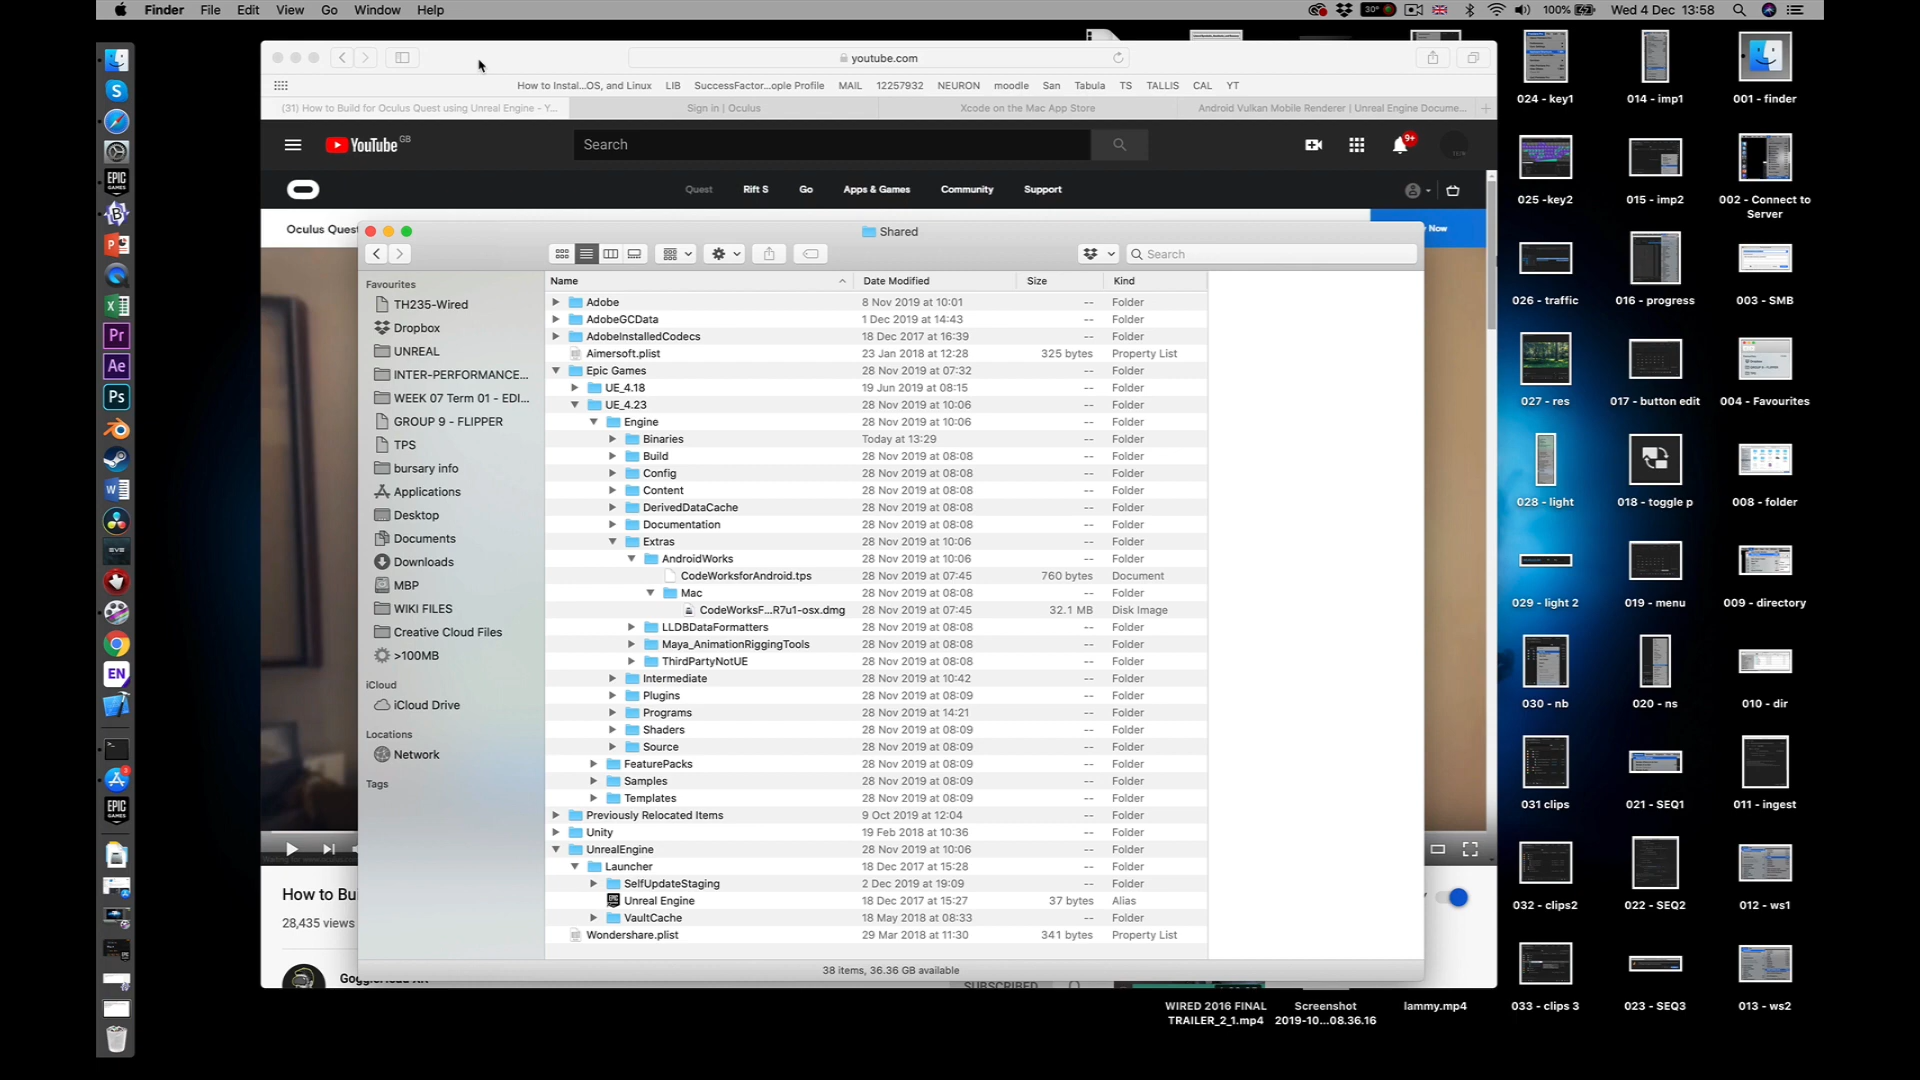 Finder File Edit View Go Window Help
30° 100% Wed 4 Dec 13:58
youtube.com
How to Instal...OS, and Linux LIB SuccessFactor...ople Profile MAIL 12257932 NEURON moodle San Tabula TS TALLIS CAL YT
(31) How to Build for Oculus Quest using Unreal Engine - Y... Sign in | Oculus Xcode on the Mac App Store Android Vulkan Mobile Renderer | Unreal Engine Docume...
YouTube GB Search 9+
Quest Rift S Go Apps & Games Community Support
Oculus Quest
Now
Shared
Search
Favourites
TH235-Wired
Dropbox
UNREAL
INTER-PERFORMANCE...
WEEK 07 Term 01 - EDI...
GROUP 9 - FLIPPER
TPS
bursary info
Applications
Desktop
Documents
Downloads
MBP
WIKI FILES
Creative Cloud Files
>100MB
iCloud
iCloud Drive
Locations
Network
Tags
Name Date Modified Size Kind
Adobe 8 Nov 2019 at 10:01 -- Folder
AdobeGCData 1 Dec 2019 at 14:43 -- Folder
AdobeInstalledCodecs 18 Dec 2017 at 16:39 -- Folder
Aimersoft.plist 23 Jan 2018 at 12:28 325 bytes Property List
Epic Games 28 Nov 2019 at 07:32 -- Folder
UE_4.18 19 Jun 2019 at 08:15 -- Folder
UE_4.23 28 Nov 2019 at 10:06 -- Folder
Engine 28 Nov 2019 at 10:06 -- Folder
Binaries Today at 13:29 -- Folder
Build 28 Nov 2019 at 08:08 -- Folder
Config 28 Nov 2019 at 08:08 -- Folder
Content 28 Nov 2019 at 08:08 -- Folder
DerivedDataCache 28 Nov 2019 at 08:08 -- Folder
Documentation 28 Nov 2019 at 08:08 -- Folder
Extras 28 Nov 2019 at 10:06 -- Folder
AndroidWorks 28 Nov 2019 at 10:06 -- Folder
CodeWorksforAndroid.tps 28 Nov 2019 at 07:45 760 bytes Document
Mac 28 Nov 2019 at 08:08 -- Folder
CodeWorksF...R7u1-osx.dmg 28 Nov 2019 at 07:45 32.1 MB Disk Image
LLDBDataFormatters 28 Nov 2019 at 08:08 -- Folder
Maya_AnimationRiggingTools 28 Nov 2019 at 08:08 -- Folder
ThirdPartyNotUE 28 Nov 2019 at 08:08 -- Folder
Intermediate 28 Nov 2019 at 10:42 -- Folder
Plugins 28 Nov 2019 at 08:09 -- Folder
Programs 28 Nov 2019 at 14:21 -- Folder
Shaders 28 Nov 2019 at 08:09 -- Folder
Source 28 Nov 2019 at 08:09 -- Folder
FeaturePacks 28 Nov 2019 at 08:09 -- Folder
Samples 28 Nov 2019 at 08:09 -- Folder
Templates 28 Nov 2019 at 08:09 -- Folder
Previously Relocated Items 9 Oct 2019 at 12:04 -- Folder
Unity 19 Feb 2018 at 10:36 -- Folder
UnrealEngine 28 Nov 2019 at 10:06 -- Folder
Launcher 18 Dec 2017 at 15:28 -- Folder
SelfUpdateStaging 2 Dec 2019 at 19:09 -- Folder
Unreal Engine 18 Dec 2017 at 15:27 37 bytes Alias
VaultCache 18 May 2018 at 08:33 -- Folder
Wondershare.plist 29 Mar 2018 at 11:30 341 bytes Property List
38 items, 36.36 GB available
How to Bu
28,435 views
SUBSCRIBED
EPIC GAMES
Pr
Ae
Ps
EVE
EN
3
EPIC GAMES
024 - key1 014 - imp1 001 - finder
025 -key2 015 - imp2 002 - Connect to Server
026 - traffic 016 - progress 003 - SMB
027 - res 017 - button edit 004 - Favourites
028 - light 018 - toggle p 008 - folder
029 - light 2 019 - menu 009 - directory
030 - nb 020 - ns 010 - dir
031 clips 021 - SEQ1 011 - ingest
032 - clips2 022 - SEQ2 012 - ws1
033 - clips 3 023 - SEQ3 013 - ws2
WIRED 2016 FINAL TRAILER_2_1.mp4
Screenshot 2019-10...08.36.16
lammy.mp4